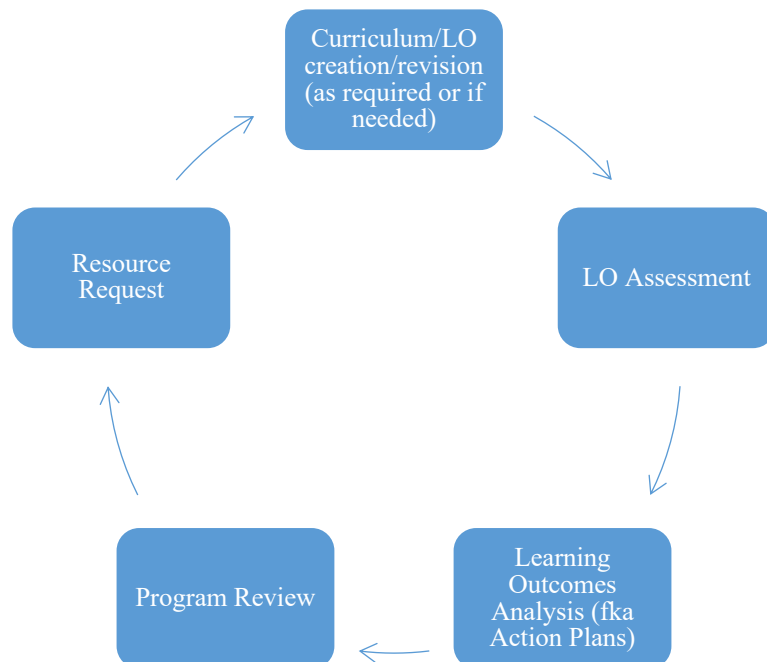 Curriculum/LO
creation/revision
(as required or if
needed)
LO Assessment
Learning
Outcomes
Analysis (fka
Action Plans)
Program Review
Resource
Request